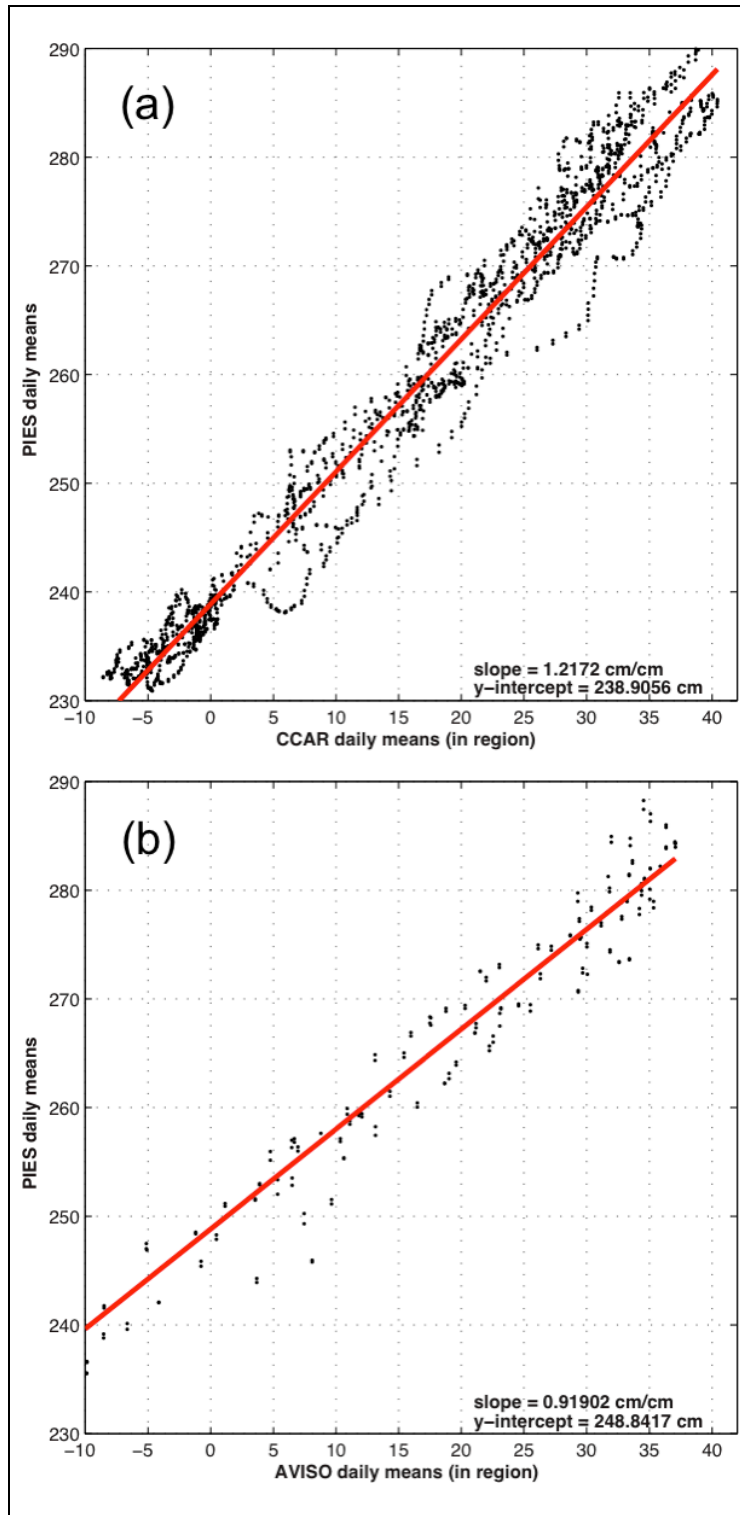 (a)
PIES daily means
290
280
270
260
250
240
230
slope = 1.2172 cm/cm
y-intercept = 238.9056 cm
−10 −5 0 5 10 15 20 25 30 35 40
CCAR daily means (in region)
(b)
PIES daily means
290
280
270
260
250
240
230
slope = 0.91902 cm/cm
y-intercept = 248.8417 cm
−10 −5 0 5 10 15 20 25 30 35 40
AVISO daily means (in region)